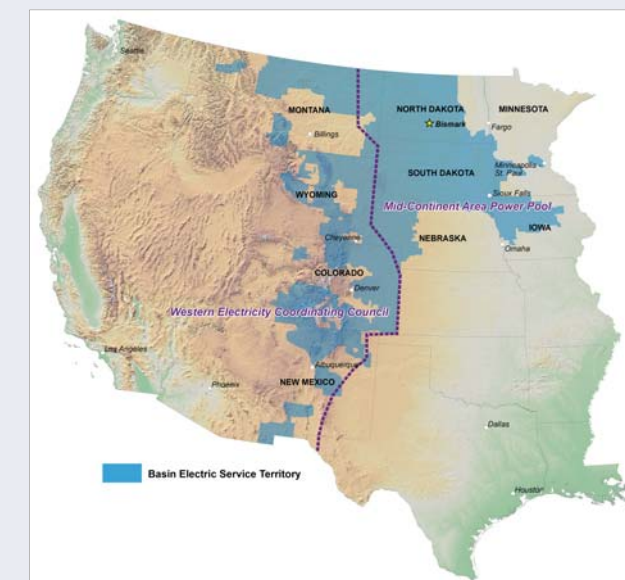 Seattle
MONTANA
NORTH DAKOTA
MINNESOTA
Bismark
Fargo
Billings
Minneapolis
St. Paul
SOUTH DAKOTA
Sioux Falls
WYOMING
Mid-Continent Area Power Pool
IOWA
Cheyenne
NEBRASKA
Omaha
COLORADO
Denver
Western Electricity Coordinating Council
Los Angeles
Albuquerque
Phoenix
NEW MEXICO
Dallas
Basin Electric Service Territory
Houston